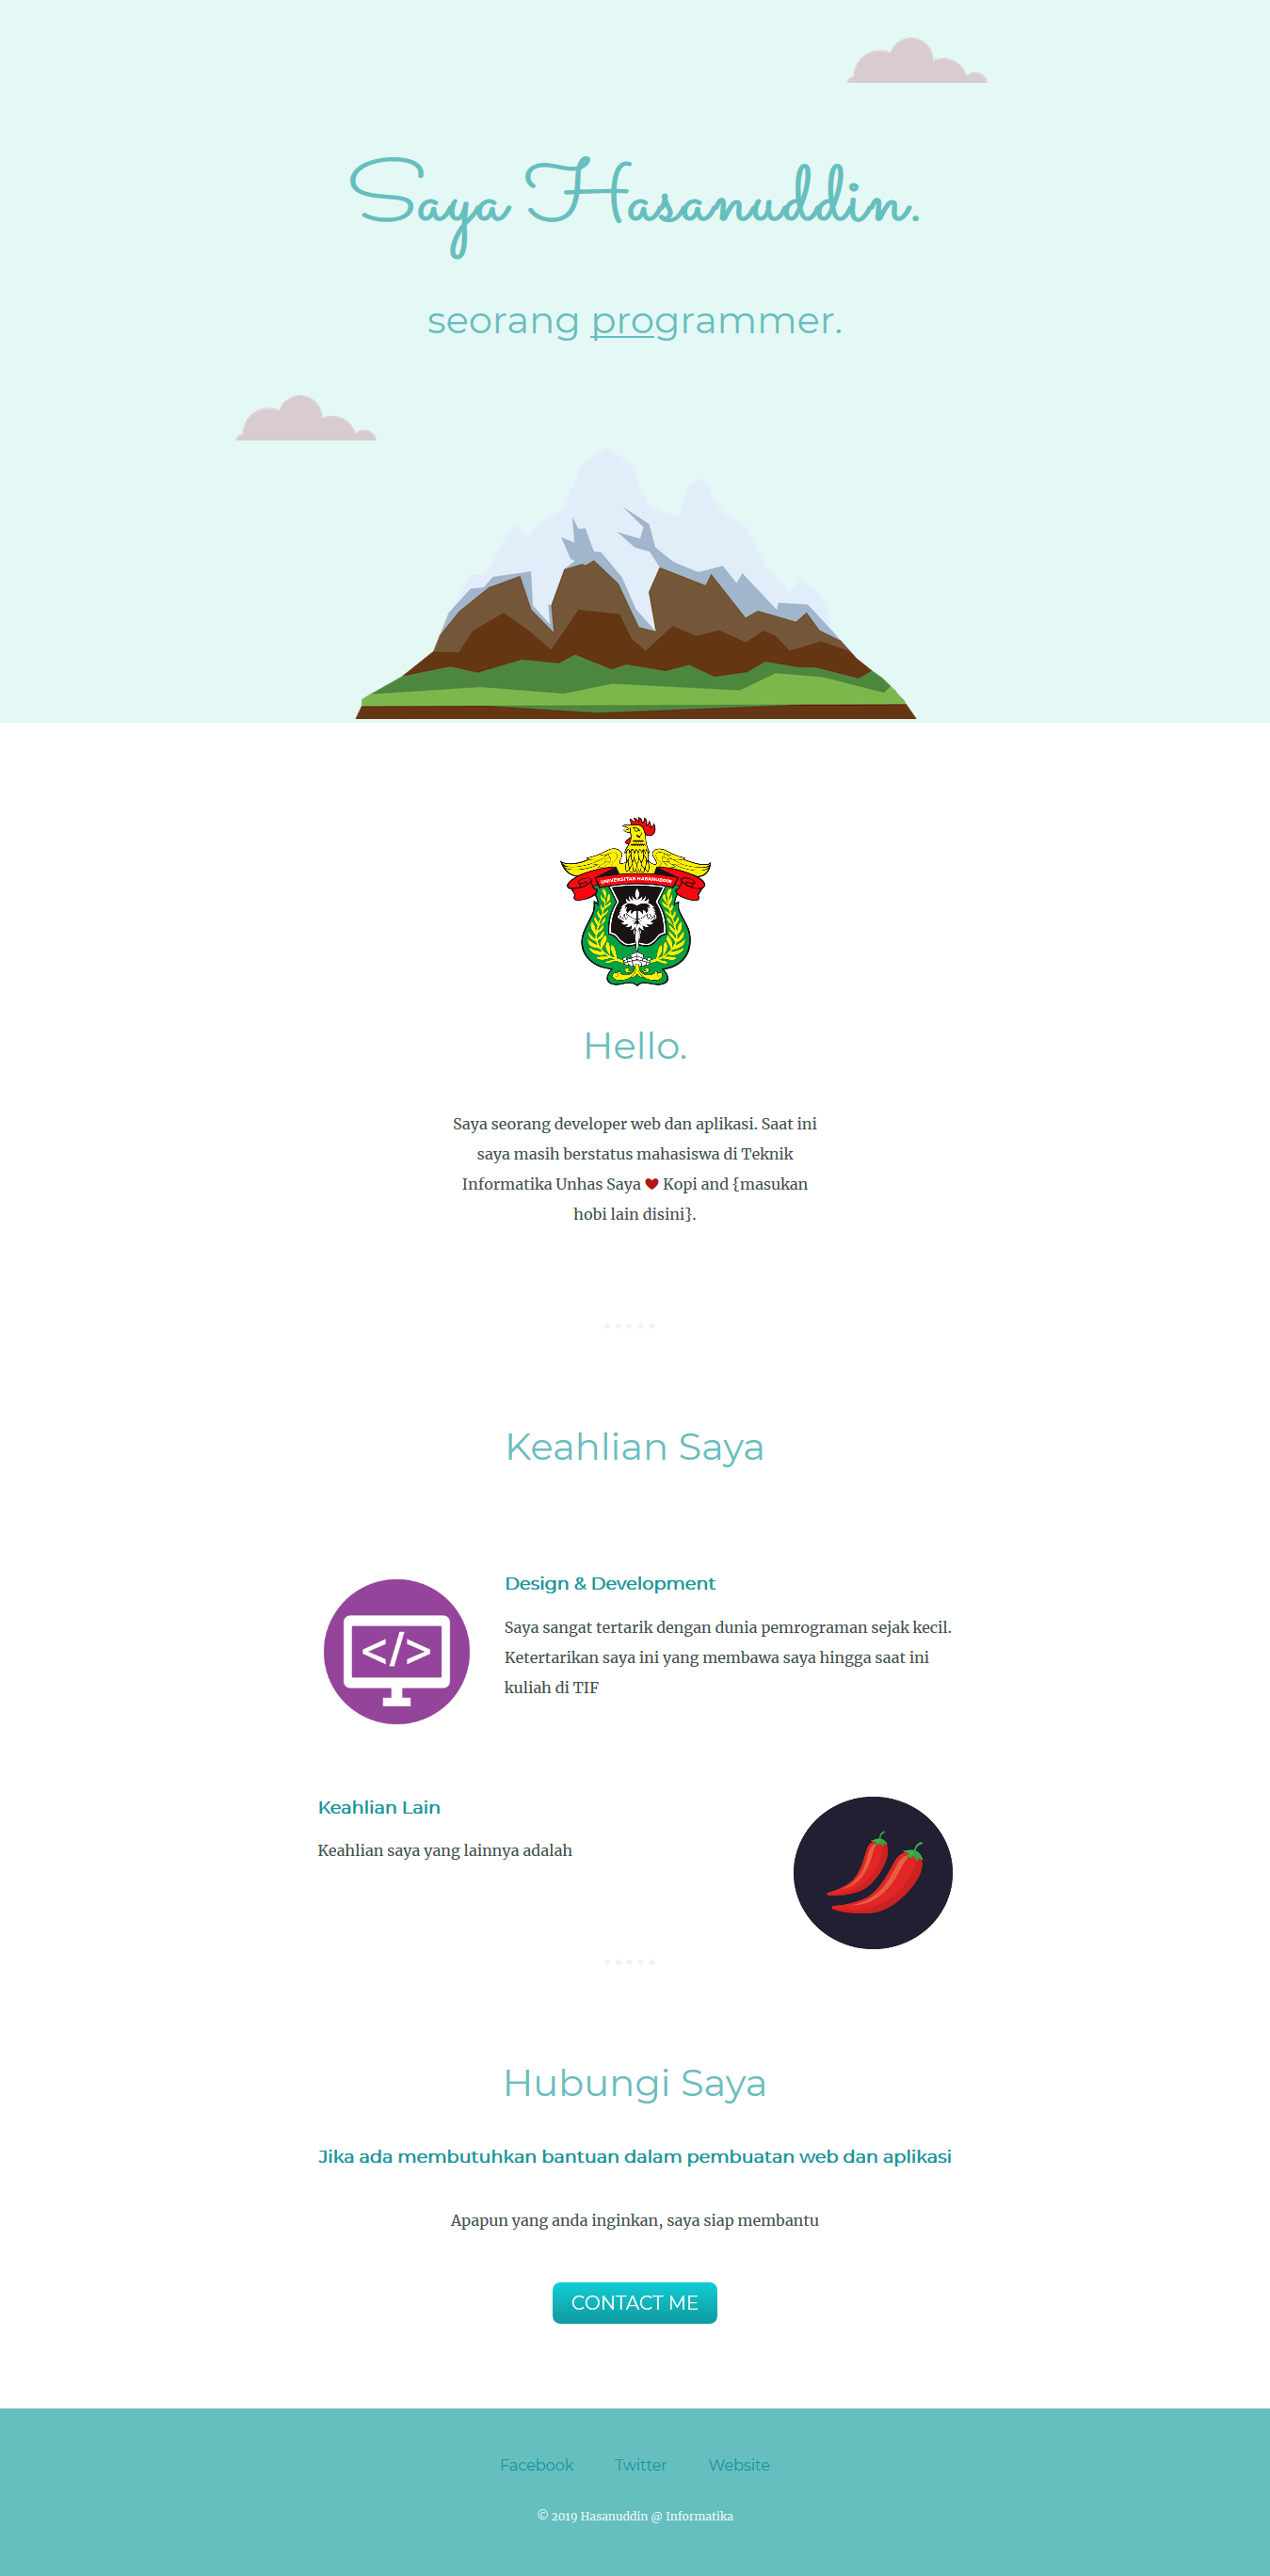 Saya Hasanuddin.
seorang programmer.
UNIVERSITAS HASANUDDIN
Hello.
Saya seorang developer web dan aplikasi. Saat ini
saya masih berstatus mahasiswa di Teknik
Informatika Unhas Saya ❤ Kopi and {masukan
hobi lain disini}.
Keahlian Saya
</>
Design & Development
Saya sangat tertarik dengan dunia pemrograman sejak kecil.
Ketertarikan saya ini yang membawa saya hingga saat ini
kuliah di TIF
Keahlian Lain
Keahlian saya yang lainnya adalah
Hubungi Saya
Jika ada membutuhkan bantuan dalam pembuatan web dan aplikasi
Apapun yang anda inginkan, saya siap membantu
CONTACT ME
Facebook Twitter Website
© 2019 Hasanuddin @ Informatika